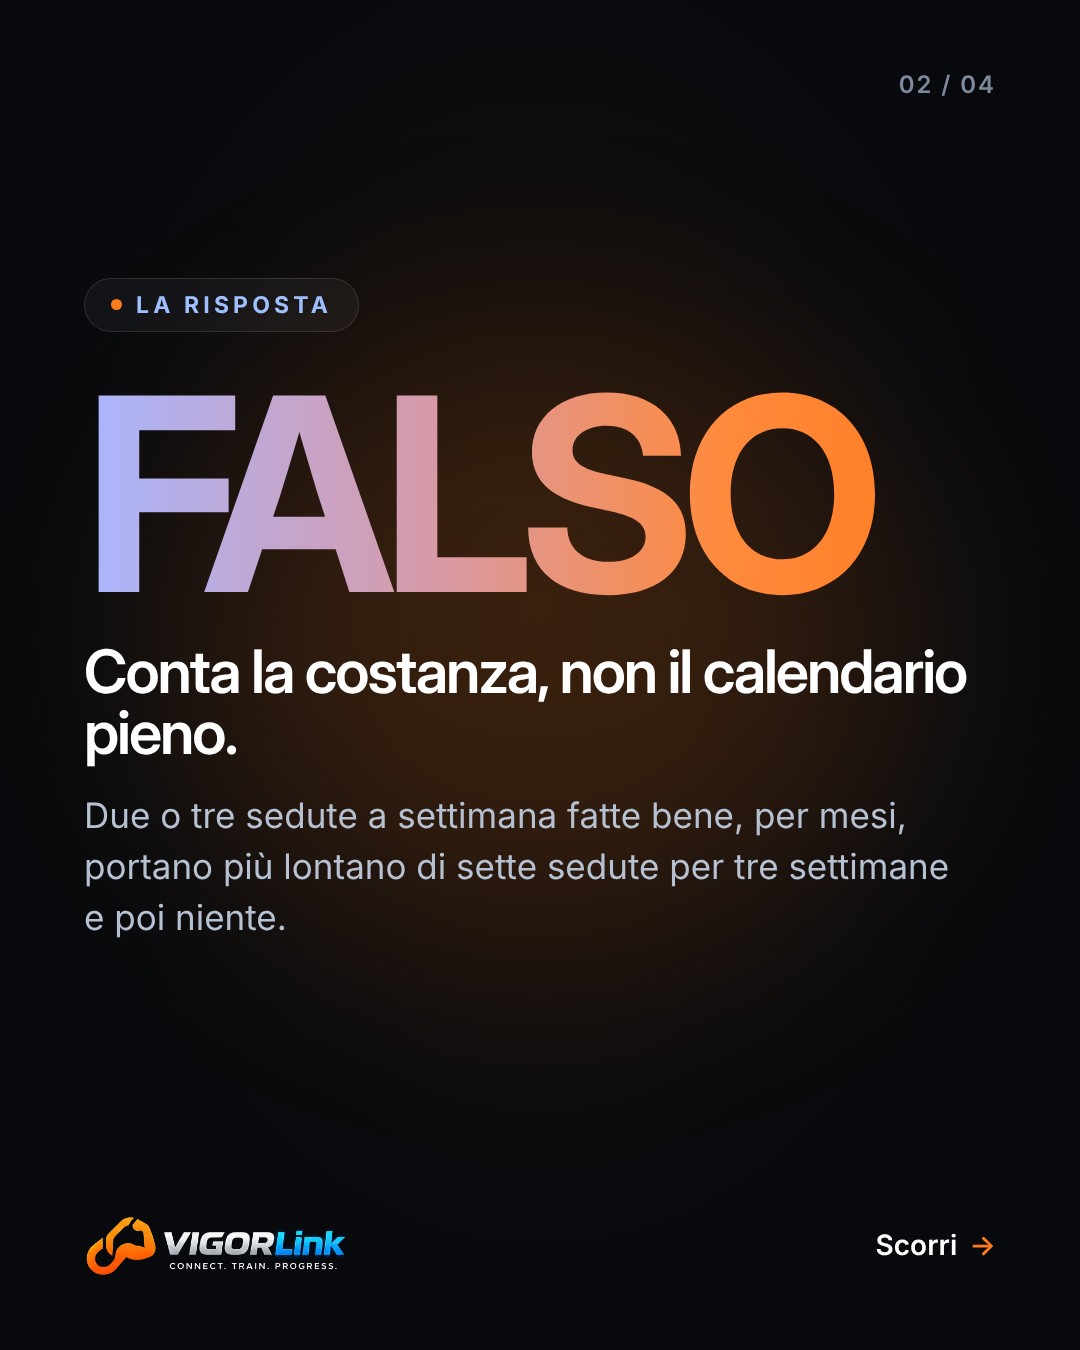 02 / 04
LA RISPOSTA
FALSO
Conta la costanza, non il calendario
pieno.
Due o tre sedute a settimana fatte bene, per mesi,
portano più lontano di sette sedute per tre settimane
e poi niente.
VIGORLink
CONNECT. TRAIN. PROGRESS.
Scorri →